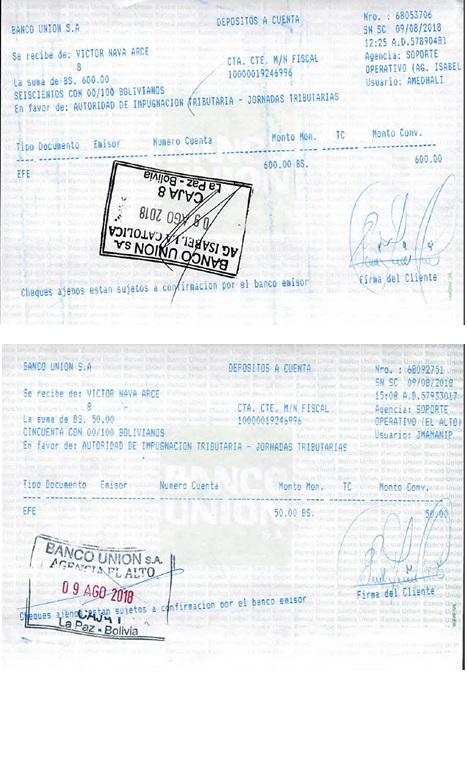 BANCO UNION S.A
DEPOSITOS A CUENTA
Nro. : 68053706
SN SC 09/08/2018
12:25 A.D.57890481
Se recibe de: VICTOR NAVA ARCE
8
CTA. CTE. M/N FISCAL
Agencia: SOPORTE
La suma de BS. 600.00
10000019246996
OPERATIVO (AG. ISABEL
SEISCIENTOS CON 00/100 BOLIVIANOS
Usuario: AMEDHALI
En favor de: AUTORIDAD DE IMPUGNACION TRIBUTARIA - JORNADAS TRIBUTARIAS
Tipo Documento Emisor Numero Cuenta Monto Mon. TC Monto Conv.
EFE 600.00 BS. 600.00
BANCO UNION S.A.
AG. ISABEL LA CATOLICA
09 AGO 2018
CAJA 8
La Paz - Bolivia
Cheques ajenos estan sujetos a confirmacion por el banco emisor
Firma del Cliente
BANCO UNION S.A
DEPOSITOS A CUENTA
Nro. : 68092751
SN SC 09/08/2018
15:08 A.D.57933017
Se recibe de: VICTOR NAVA ARCE
8
CTA. CTE. M/N FISCAL
Agencia: SOPORTE
La suma de BS. 50.00
10000019246996
OPERATIVO (EL ALTO)
CINCUENTA CON 00/100 BOLIVIANOS
Usuario: JMAMANIP
En favor de: AUTORIDAD DE IMPUGNACION TRIBUTARIA - JORNADAS TRIBUTARIAS
Tipo Documento Emisor Numero Cuenta Monto Mon. TC Monto Conv.
BANCO
UNION
EFE 50.00 BS. 50.00
BANCO UNION S.A.
AGENCIA EL ALTO
09 AGO 2018
La Paz - Bolivia
Cheques ajenos estan sujetos a confirmacion por el banco emisor
Firma del Cliente